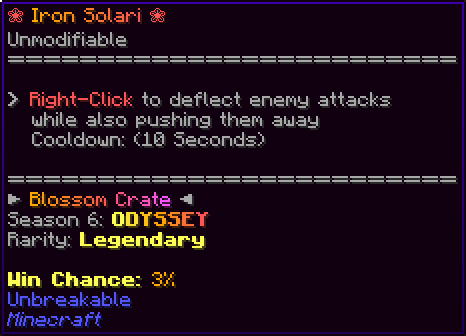 ❀ Iron Solari ❀
Unmodifiable
================================
> Right-Click to deflect enemy attacks
while also pushing them away
Cooldown: (10 Seconds)
================================
► Blossom Crate ◄
Season 6: ODYSSEY
Rarity: Legendary
Win Chance: 3%
Unbreakable
Minecraft